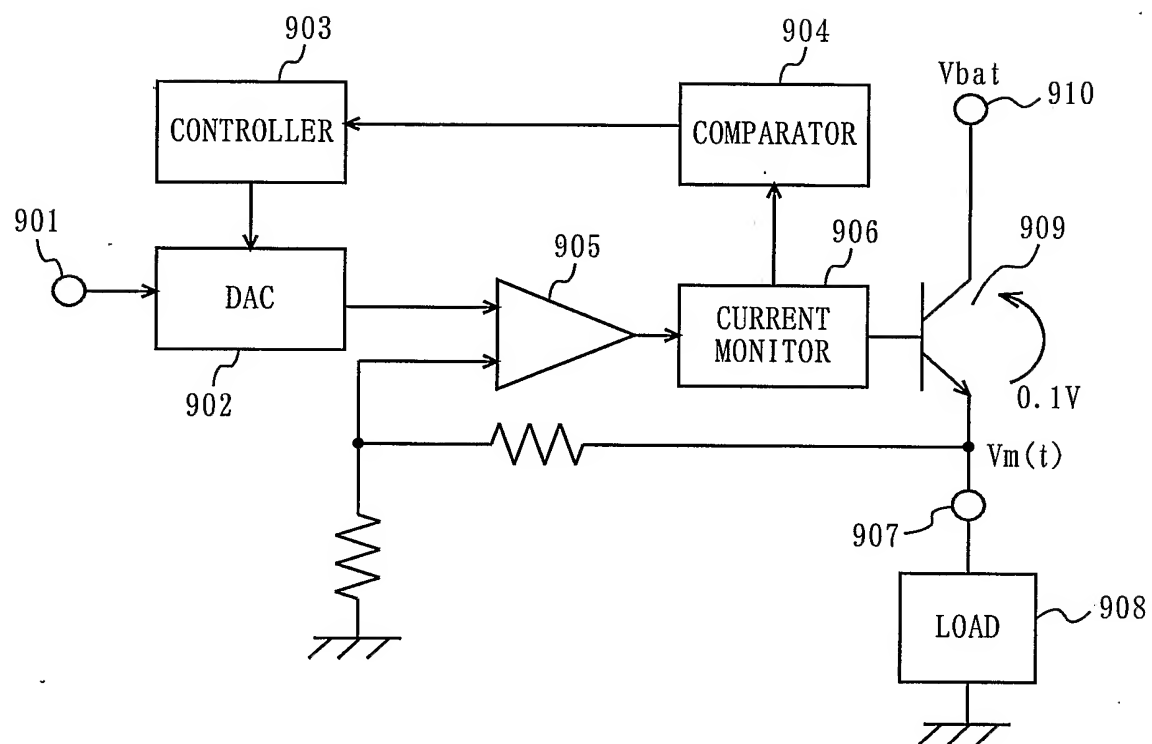 903
904
Vbat
910
CONTROLLER
COMPARATOR
901
905
906
909
DAC
CURRENT
MONITOR
902
0.1V
Vm(t)
907
LOAD
908